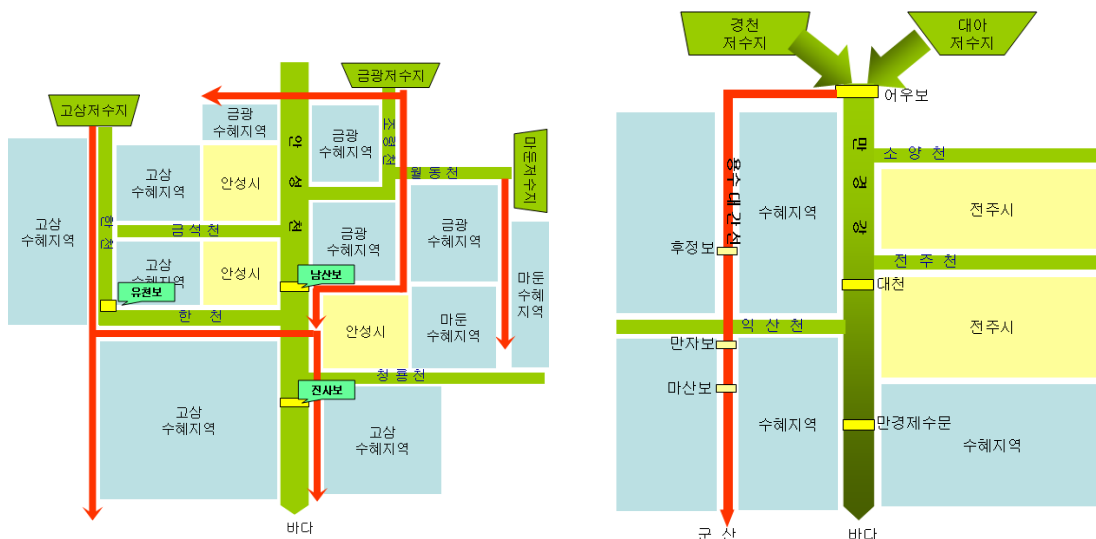 고삼저수지
금광저수지
금광
수혜지역
금광
수혜지역
안
성
천
조령천
마둔저수지
고삼
수혜지역
고삼
수혜지역
안성시
월동천
한천
금석천
금광
수혜지역
금광
수혜지역
마둔
수혜
지역
고삼
수혜지역
안성시
남산보
유천보
한 천
안성시
마둔
수혜지역
청룡천
진사보
고삼
수혜지역
고삼
수혜지역
바다
경천
저수지
대아
저수지
어우보
만
경
강
소양천
용수대간선
수혜지역
전주시
후정보
전주천
대천
익산천
전주시
만자보
마산보
수혜지역
만경제수문
수혜지역
군 산
바다